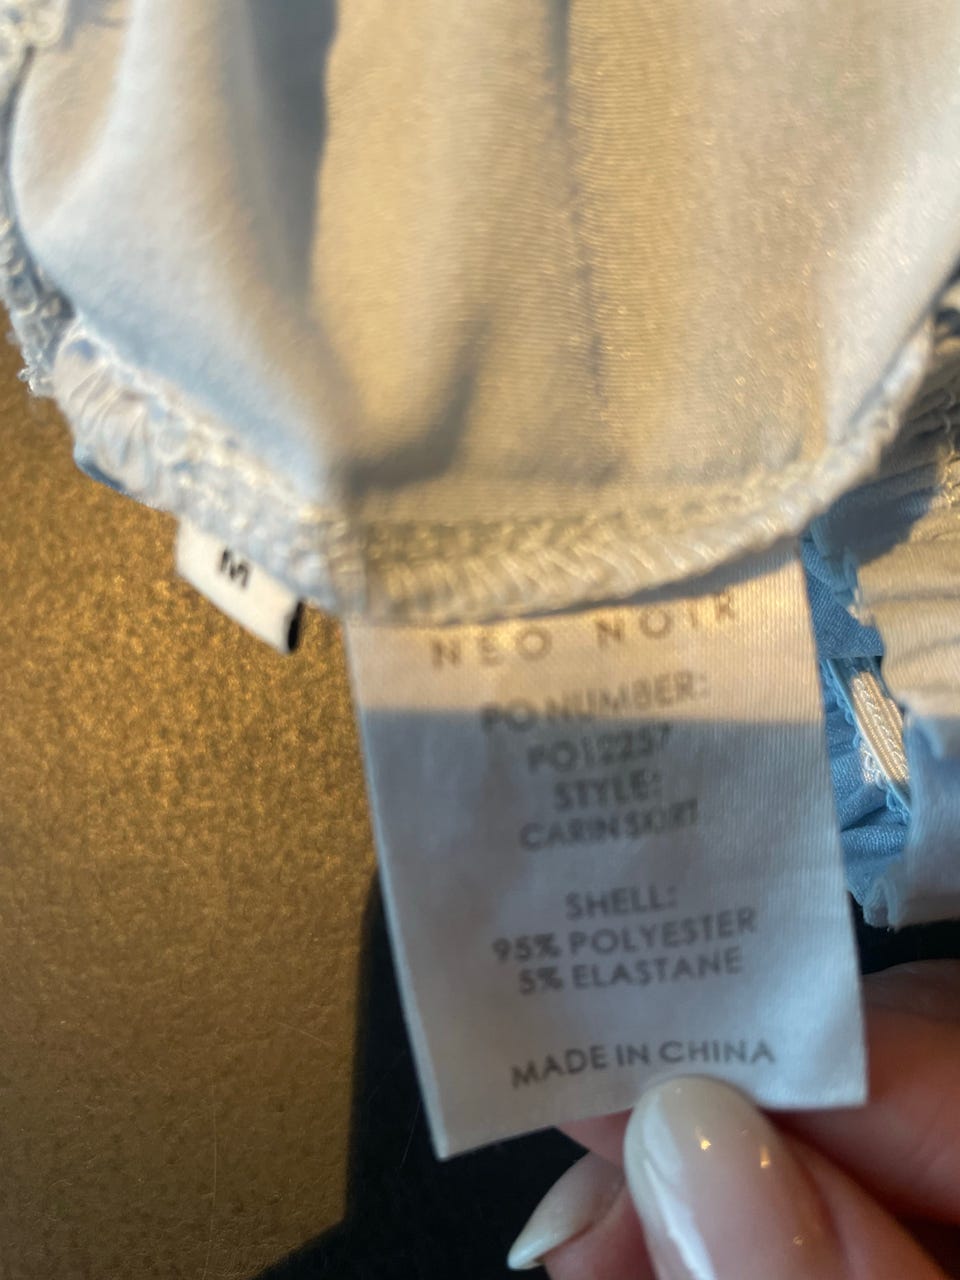 M
NEO NOIR
PO NUMBER:
PO12257
STYLE:
CARIN SKIRT
SHELL:
95% POLYESTER
5% ELASTANE
MADE IN CHINA